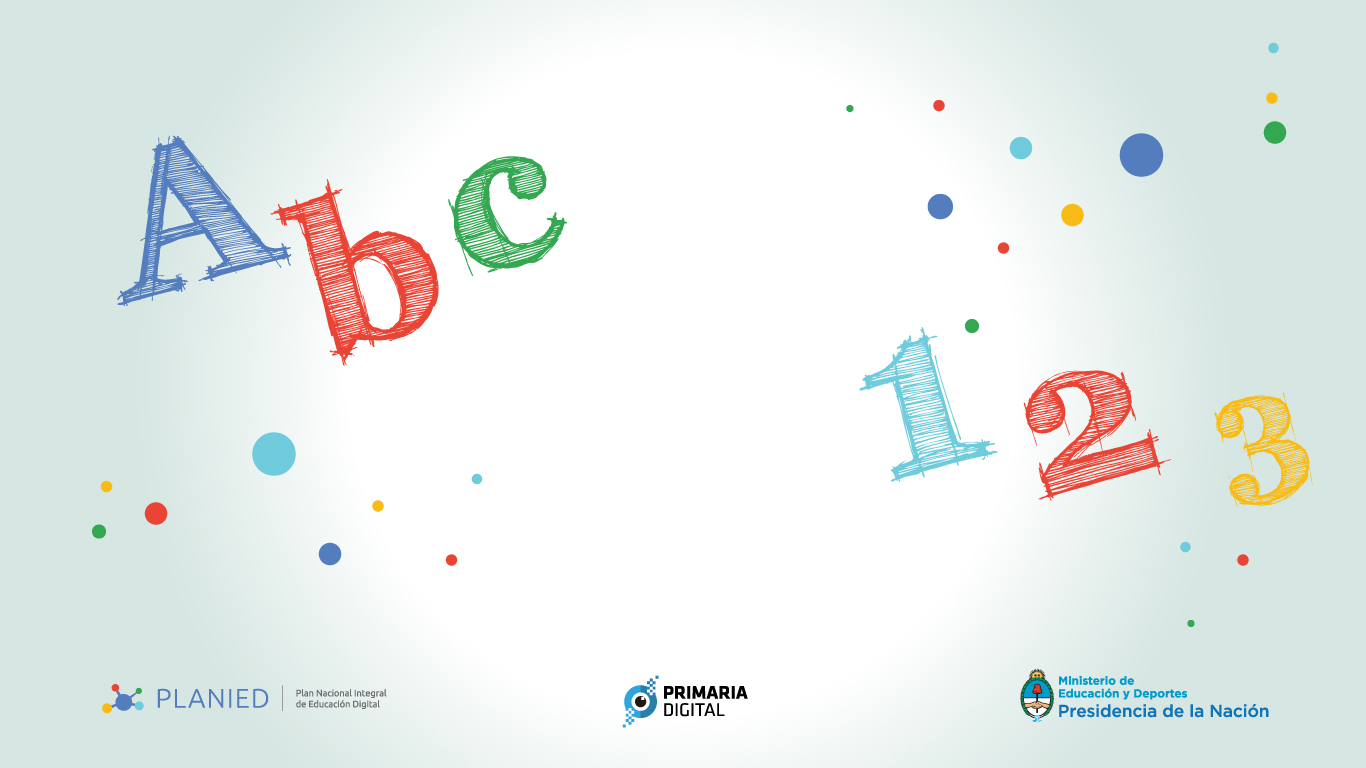 Abc
123
PLANIED
Plan Nacional Integral
de Educación Digital
PRIMARIA
DIGITAL
Ministerio de
Educación y Deportes
Presidencia de la Nación